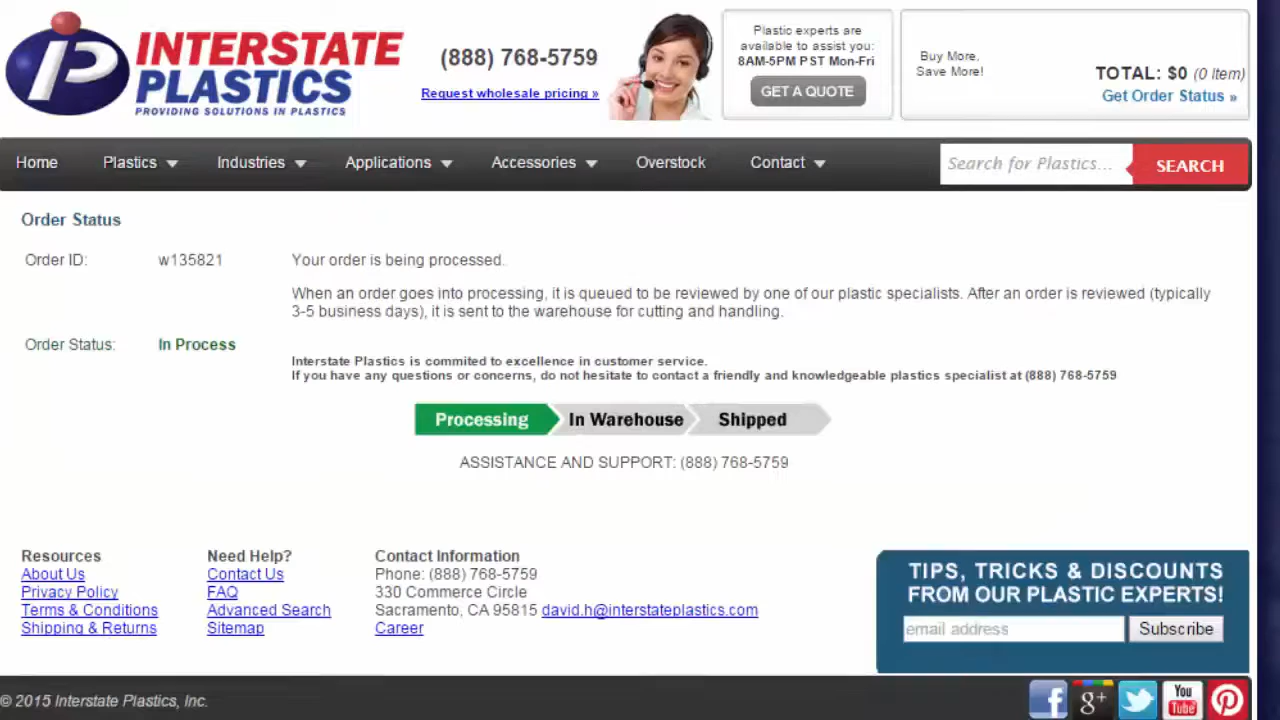 INTERSTATE
PLASTICS
PROVIDING SOLUTIONS IN PLASTICS
(888) 768-5759
Request wholesale pricing »
Plastic experts are
available to assist you:
8AM-5PM PST Mon-Fri
GET A QUOTE
Buy More,
Save More!
TOTAL: $0 (0 Item)
Get Order Status »
Home Plastics Industries Applications Accessories Overstock Contact
Search for Plastics... SEARCH
Order Status
Order ID: w135821 Your order is being processed.
When an order goes into processing, it is queued to be reviewed by one of our plastic specialists. After an order is reviewed (typically
3-5 business days), it is sent to the warehouse for cutting and handling.
Order Status: In Process
Interstate Plastics is commited to excellence in customer service.
If you have any questions or concerns, do not hesitate to contact a friendly and knowledgeable plastics specialist at (888) 768-5759
Processing In Warehouse Shipped
ASSISTANCE AND SUPPORT: (888) 768-5759
Resources
About Us
Privacy Policy
Terms & Conditions
Shipping & Returns
Need Help?
Contact Us
FAQ
Advanced Search
Sitemap
Contact Information
Phone: (888) 768-5759
330 Commerce Circle
Sacramento, CA 95815 david.h@interstateplastics.com
Career
TIPS, TRICKS & DISCOUNTS
FROM OUR PLASTIC EXPERTS!
email address Subscribe
© 2015 Interstate Plastics, Inc.
f g+ You Tube